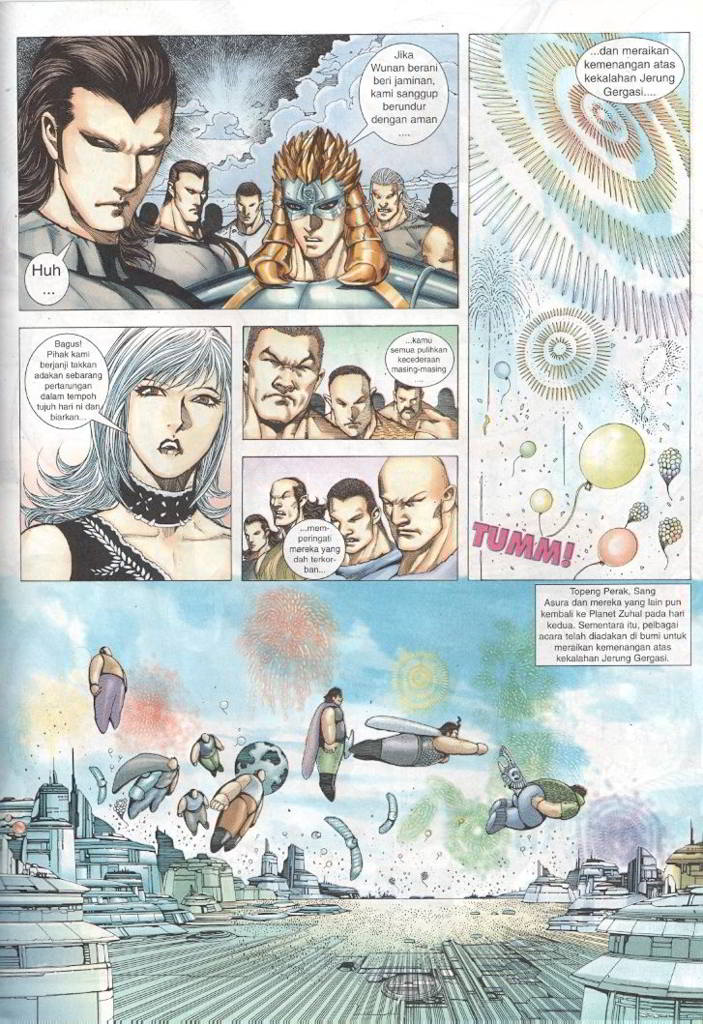 Jika
Wunan berani
beri jaminan,
kami sanggup
berundur
dengan aman
....
Huh
...
Bagus!
Pihak kami
berjanji takkan
adakan sebarang
pertarungan
dalam tempoh
tujuh hari ni dan
biarkan...
...kamu
semua pulihkan
kecederaan
masing-masing
....
...mem-
peringati
mereka yang
dah terkor-
ban...
...dan meraikan
kemenangan atas
kekalahan Jerung
Gergasi....
TUMM!
Topeng Perak, Sang
Asura dan mereka yang lain pun
kembali ke Planet Zuhal pada hari
kedua. Sementara itu, pelbagai
acara telah diadakan di bumi untuk
meraikan kemenangan atas
kekalahan Jerung Gergasi.